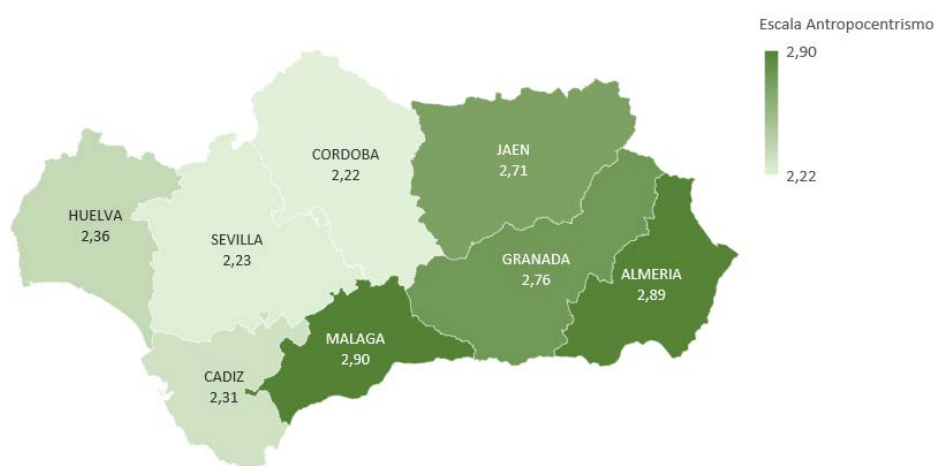 Escala Antropocentrismo
2,90
2,22
CORDOBA
2,22
JAEN
2,71
HUELVA
2,36
SEVILLA
2,23
GRANADA
2,76
ALMERIA
2,89
MALAGA
2,90
CADIZ
2,31